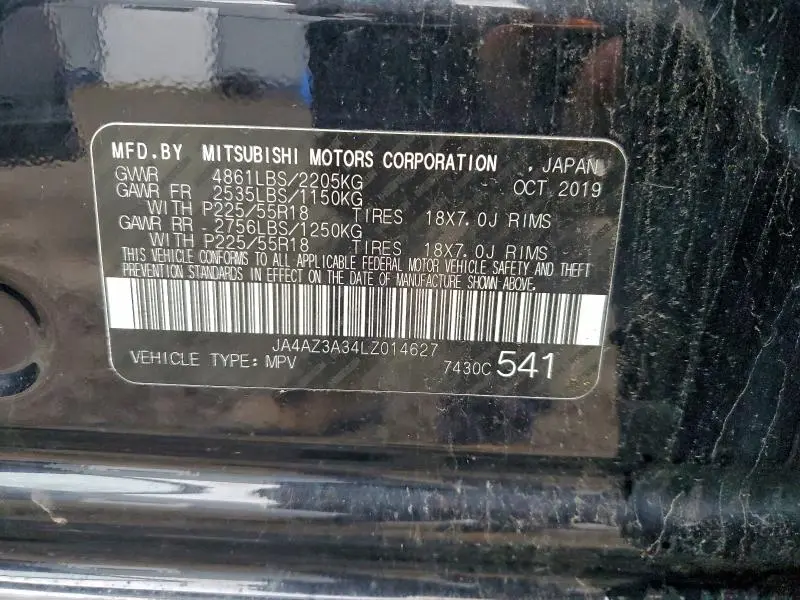 MFD.BY MITSUBISHI MOTORS CORPORATION , JAPAN
GVWR 4861LBS/2205KG OCT. 2019
GAWR FR 2535LBS/1150KG
WITH P225/55R18 TIRES 18X7.0J RIMS
GAWR RR - 2756LBS/1250KG
WITH P225/55R18 TIRES 18X7.0J RIMS
THIS VEHICLE CONFORMS TO ALL APPLICABLE FEDERAL MOTOR VEHICLE SAFETY AND THEFT
PREVENTION STANDARDS IN EFFECT ON THE DATE OF MANUFACTURE SHOWN ABOVE.
JA4AZ3A34LZ014627
VEHICLE TYPE: MPV 7430C 541